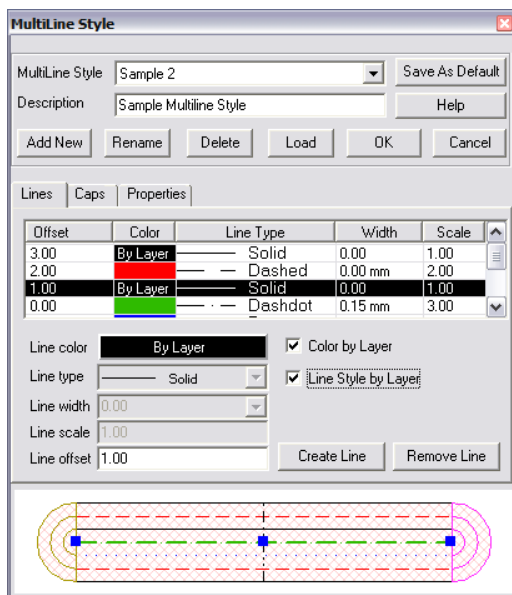 MultiLine Style
MultiLine Style Sample 2 Save As Default
Description Sample Multiline Style Help
Add New Rename Delete Load OK Cancel
Lines Caps Properties
Offset Color Line Type Width Scale
3.00 By Layer Solid 0.00 1.00
2.00 Dashed 0.00 mm 2.00
1.00 By Layer Solid 0.00 1.00
0.00 Dashdot 0.15 mm 3.00
Line color By Layer Color by Layer
Line type Solid Line Style by Layer
Line width 0.00
Line scale 1.00
Line offset 1.00 Create Line Remove Line